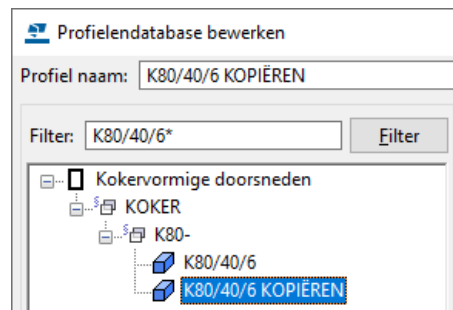 Profielendatabase bewerken
Profiel naam: K80/40/6 KOPIËREN
Filter: K80/40/6* Filter
Kokervormige doorsneden
KOKER
K80-
K80/40/6
K80/40/6 KOPIËREN